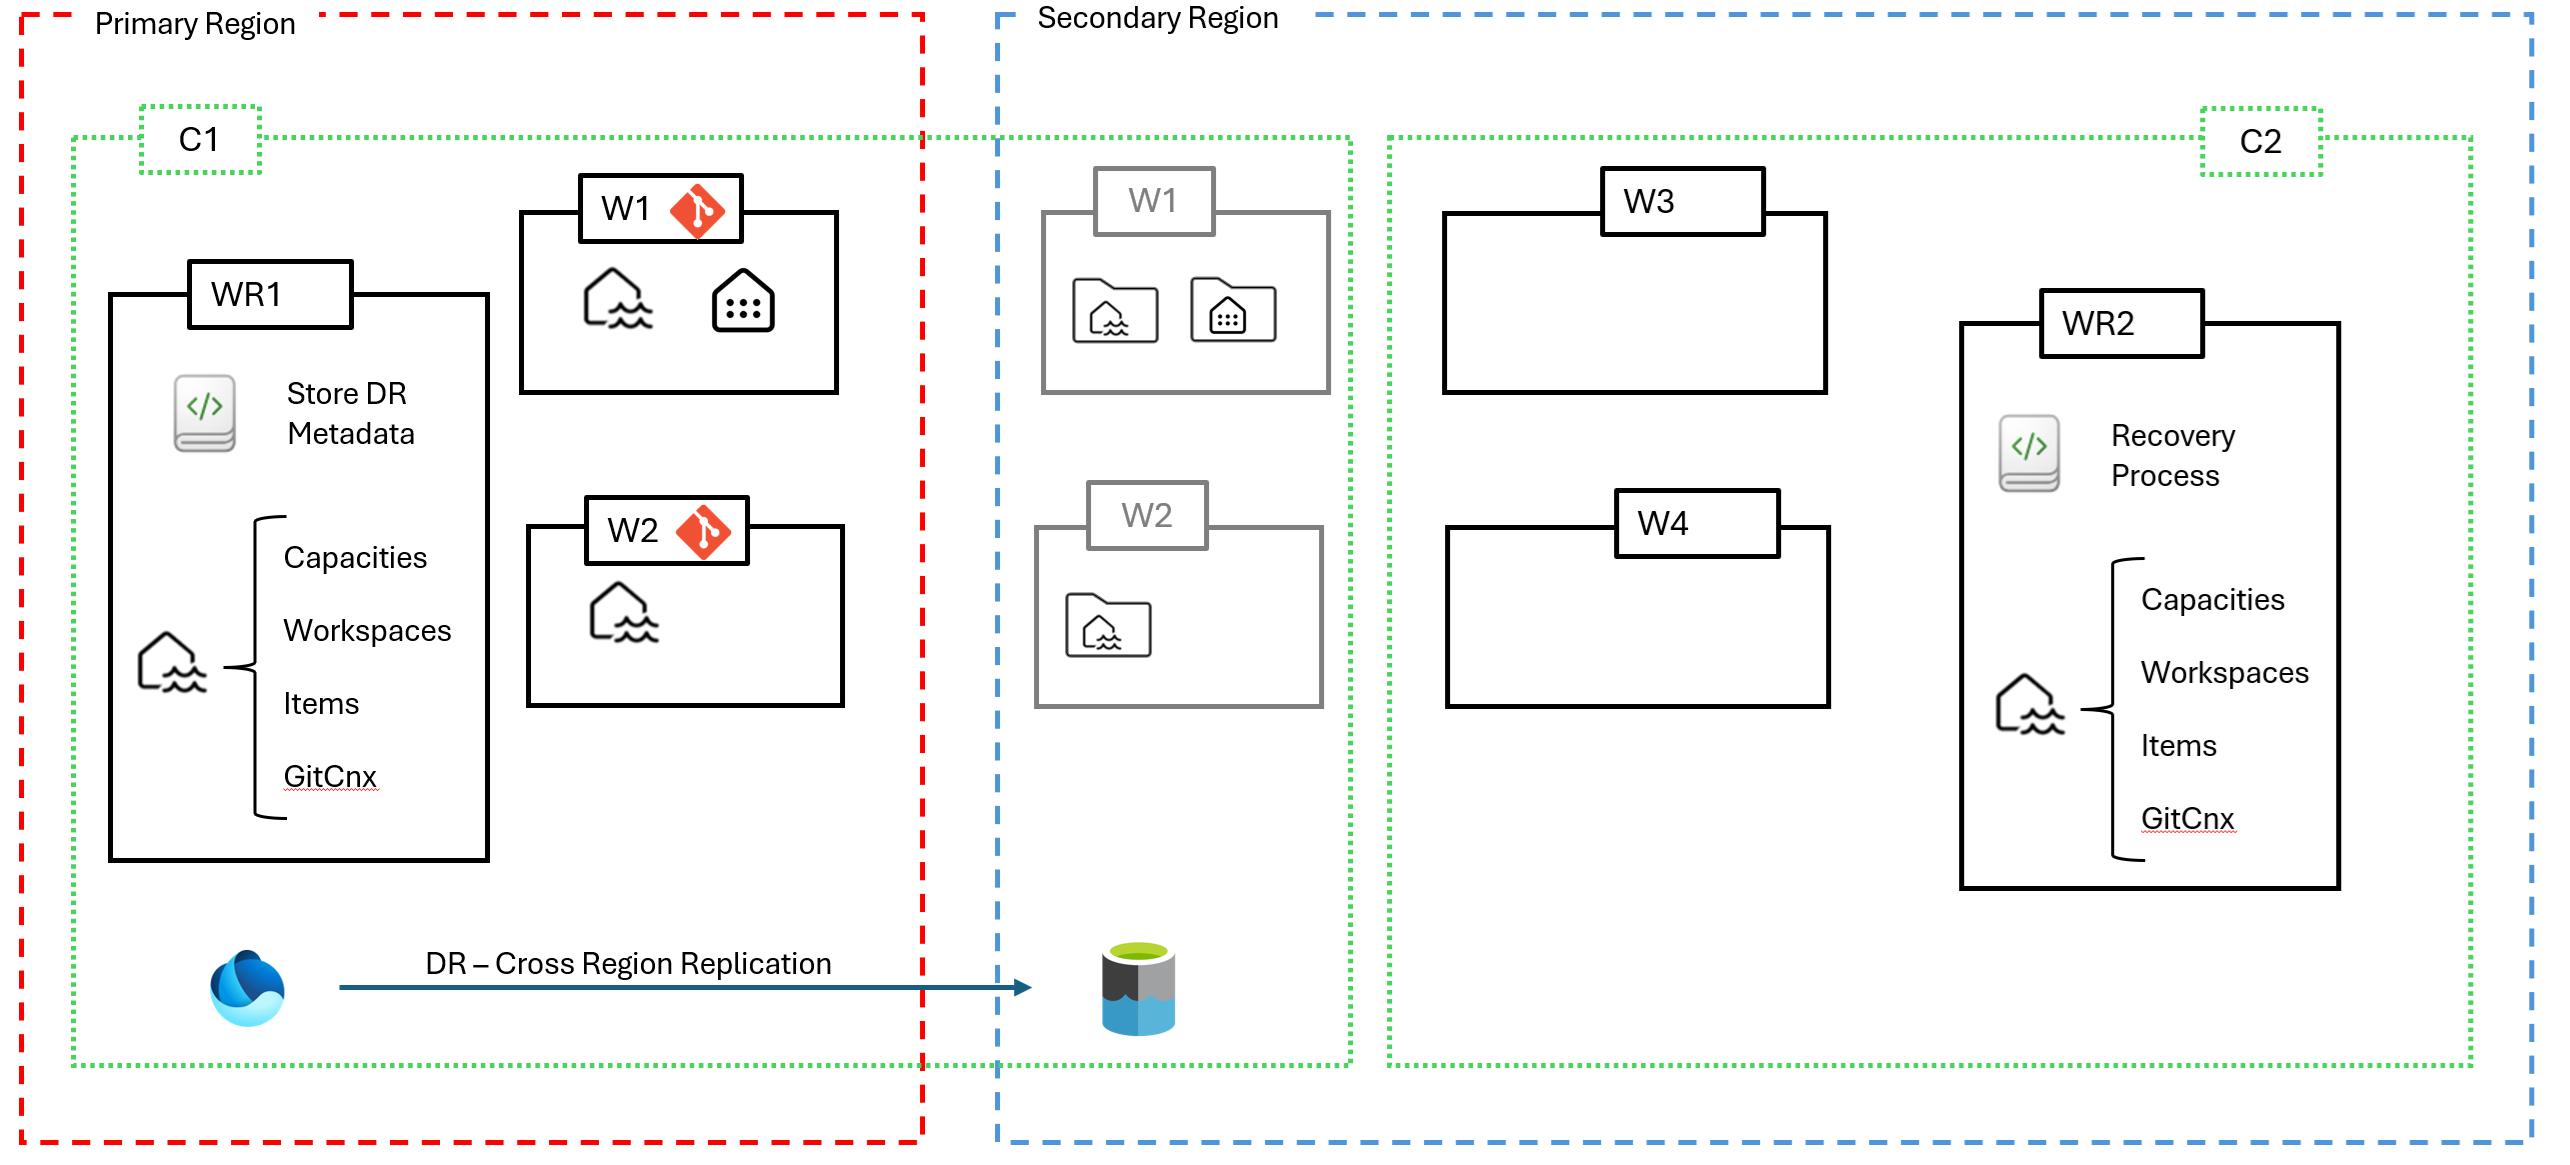 Primary Region
Secondary Region
C1
C2
WR1
Store DR
Metadata
Capacities
Workspaces
Items
GitCnx
W1
W2
DR – Cross Region Replication
W1
W2
W3
W4
WR2
Recovery
Process
Capacities
Workspaces
Items
GitCnx